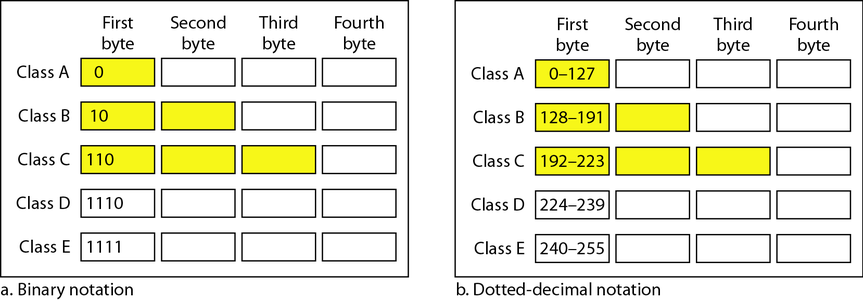 First Second Third Fourth
byte byte byte byte
Class A 0
Class B 10
Class C 110
Class D 1110
Class E 1111
a. Binary notation
First Second Third Fourth
byte byte byte byte
Class A 0–127
Class B 128–191
Class C 192–223
Class D 224–239
Class E 240–255
b. Dotted-decimal notation